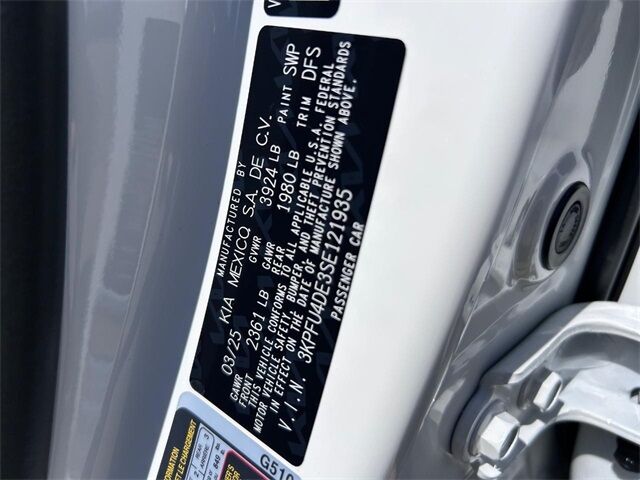 MANUFACTURED BY
03/25 KIA MEXICO S.A. DE C.V.
GVWR 3924 LB PAINT SWP
GAWR FRONT 2361 LB GAWR REAR 1980 LB TRIM DFS
THIS VEHICLE CONFORMS TO ALL APPLICABLE U.S.A. FEDERAL
MOTOR VEHICLE SAFETY, BUMPER, AND THEFT PREVENTION STANDARDS
IN EFFECT ON THE DATE OF MANUFACTURE SHOWN ABOVE.
V.I.N. 3KPFU4DE3SE121935
PASSENGER CAR
G510